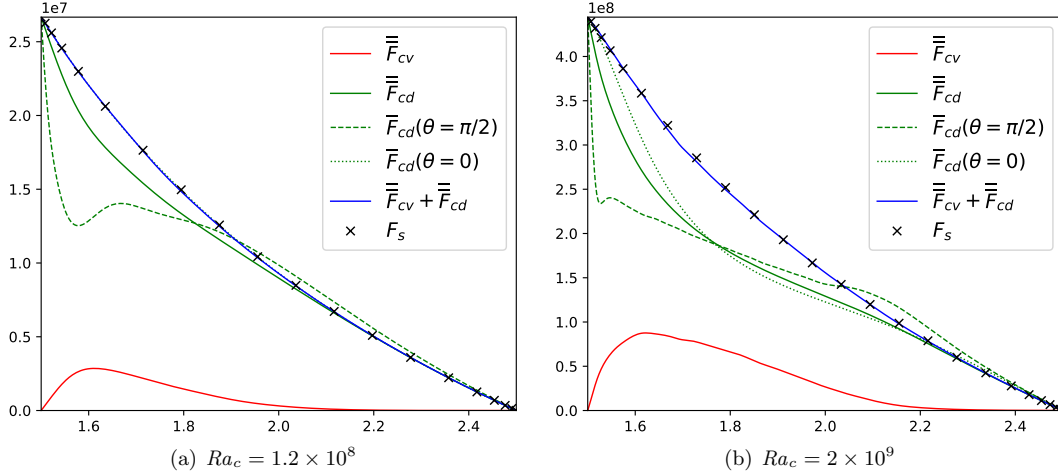 1e7
2.5
2.0
1.5
1.0
0.5
0.0
1.6 1.8 2.0 2.2 2.4
F̿cv
F̿cd
F̅cd(θ = π/2)
F̅cd(θ = 0)
F̿cv + F̿cd
Fs
(a) Rac = 1.2 × 10^8
1e8
4.0
3.5
3.0
2.5
2.0
1.5
1.0
0.5
0.0
1.6 1.8 2.0 2.2 2.4
F̿cv
F̿cd
F̅cd(θ = π/2)
F̅cd(θ = 0)
F̿cv + F̿cd
Fs
(b) Rac = 2 × 10^9